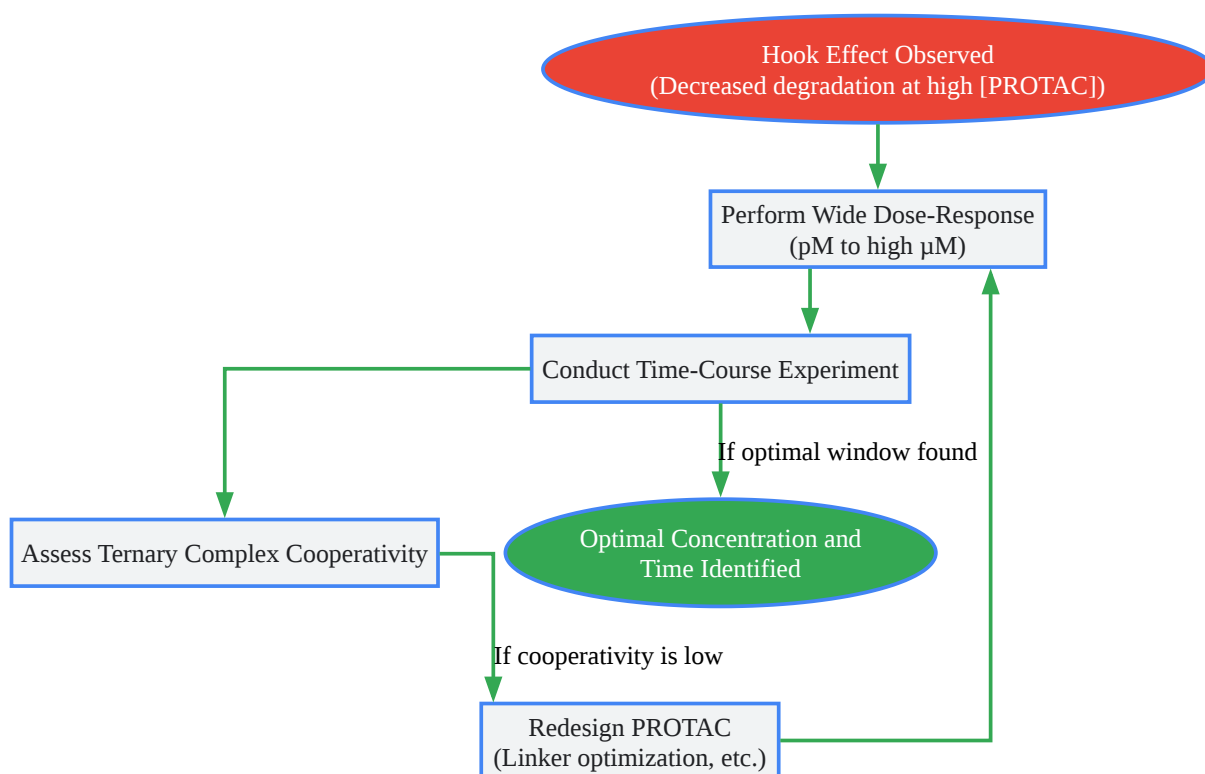 Hook Effect Observed
(Decreased degradation at high [PROTAC])
Perform Wide Dose-Response
(pM to high µM)
Conduct Time-Course Experiment
If optimal window found
Assess Ternary Complex Cooperativity
Optimal Concentration and
Time Identified
If cooperativity is low
Redesign PROTAC
(Linker optimization, etc.)